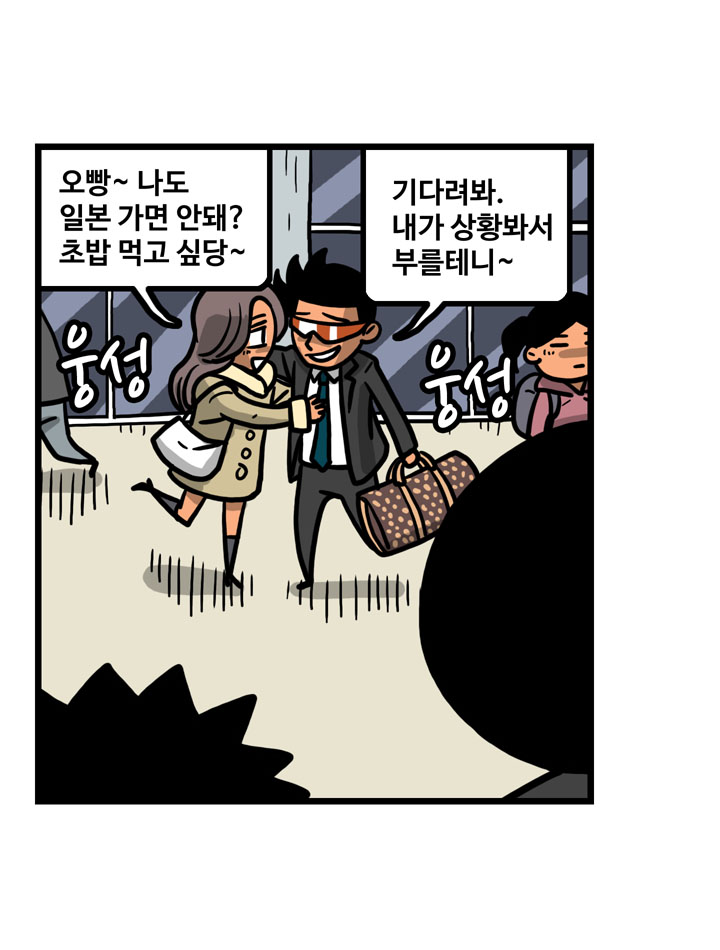 오빵~ 나도
일본 가면 안돼?
초밥 먹고 싶당~
기다려봐.
내가 상황봐서
부를테니~
웅성
웅성